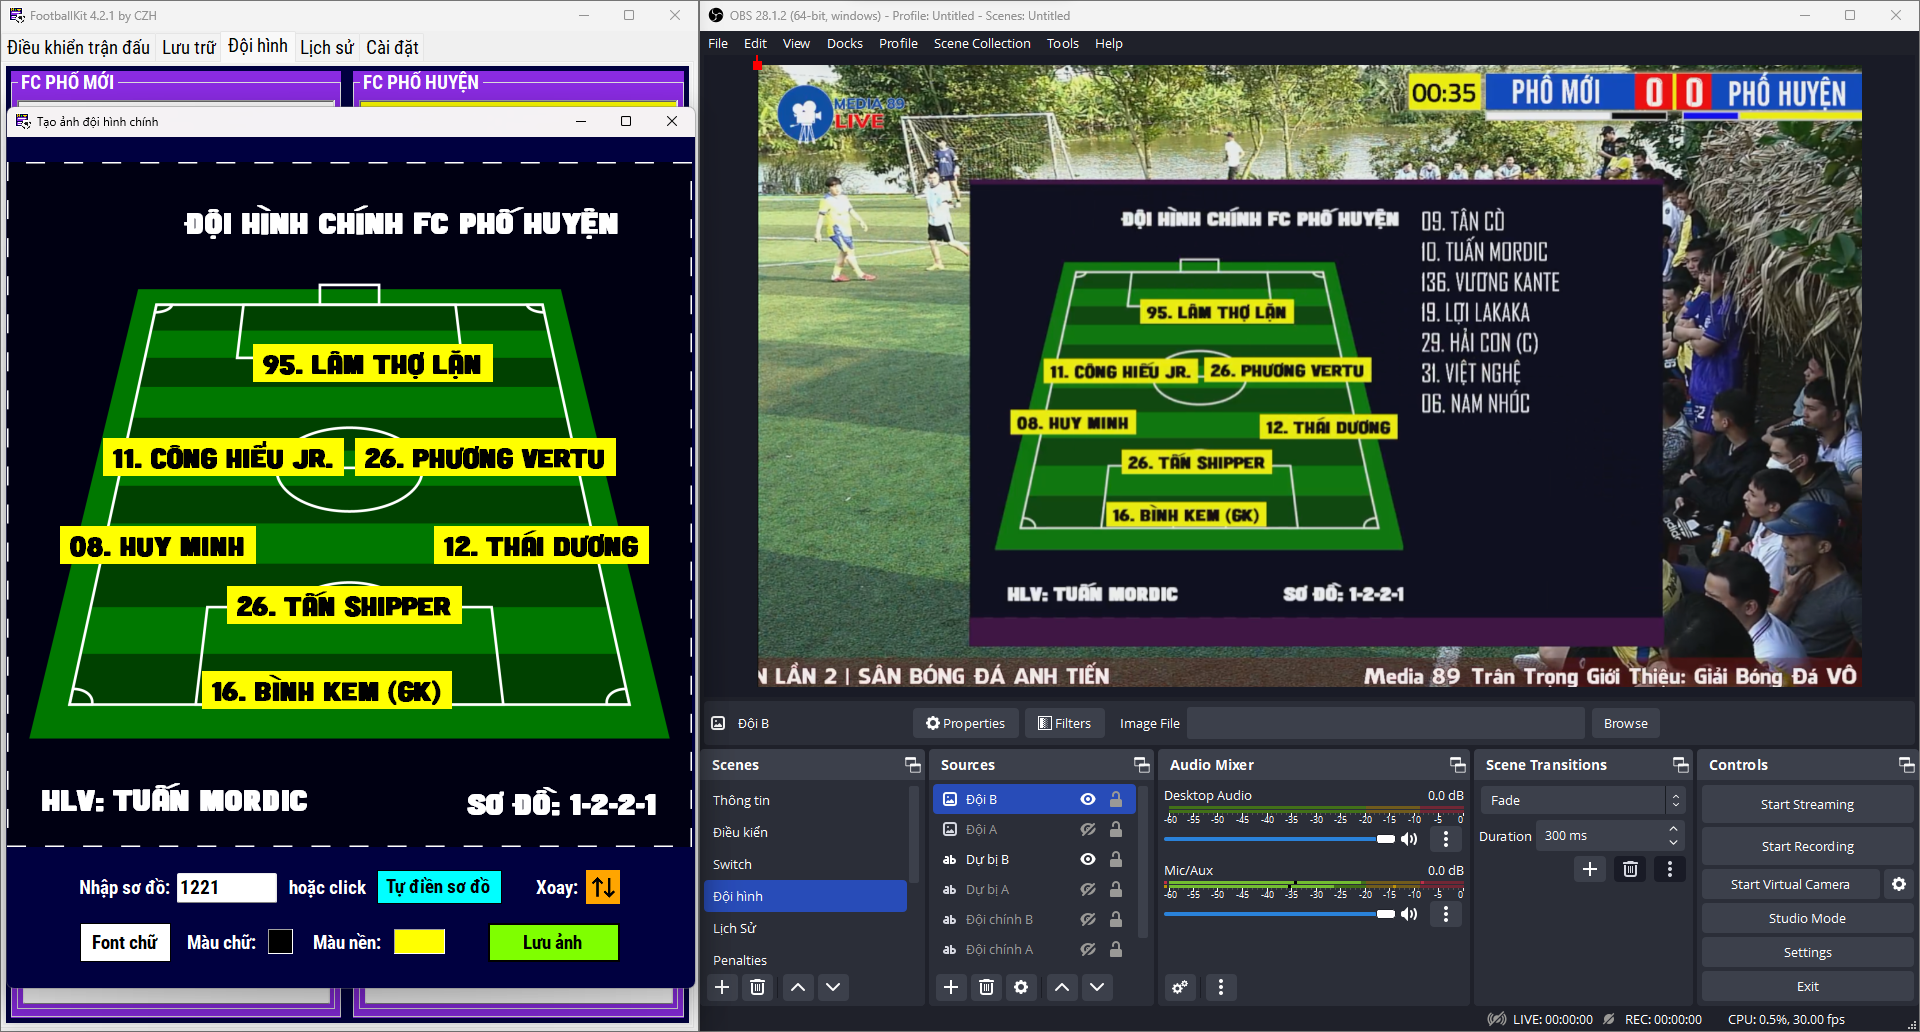 FootballKit 4.2.1 by CZH
Điều khiển trận đấu
Lưu trữ
Đội hình
Lịch sử
Cài đặt
FC PHỐ MỚI
FC PHỐ HUYỆN
Tạo ảnh đội hình chính
ĐỘI HÌNH CHÍNH FC PHỐ HUYỆN
95. LÂM THỢ LẶN
11. CÔNG HIẾU JR.
26. PHƯƠNG VERTU
08. HUY MINH
12. THÁI DƯƠNG
26. TẤN SHIPPER
16. BÌNH KEM (GK)
HLV: TUẤN MORDIC
SƠ ĐỒ: 1-2-2-1
Nhập sơ đồ:
1221
hoặc click
Tự điền sơ đồ
Xoay:
Font chữ
Màu chữ:
Màu nền:
Lưu ảnh
OBS 28.1.2 (64-bit, windows) - Profile: Untitled - Scenes: Untitled
File Edit View Docks Profile Scene Collection Tools Help
MEDIA 89
LIVE
00:35
PHỐ MỚI
0
0
PHỐ HUYỆN
ĐỘI HÌNH CHÍNH FC PHỐ HUYỆN
95. LÂM THỢ LẶN
11. CÔNG HIẾU JR.
26. PHƯƠNG VERTU
08. HUY MINH
12. THÁI DƯƠNG
26. TẤN SHIPPER
16. BÌNH KEM (GK)
HLV: TUẤN MORDIC
SƠ ĐỒ: 1-2-2-1
09. TÂN CÒ
10. TUẤN MORDIC
136. VƯƠNG KANTE
19. LỢI LAKAKA
29. HẢI CON (C)
31. VIỆT NGHỆ
06. NAM NHÓC
N LẦN 2 | SÂN BÓNG ĐÁ ANH TIẾN
Media 89 Trân Trọng Giới Thiệu: Giải Bóng Đá VÔ
Đội B
Properties
Filters
Image File
Browse
Scenes
Thông tin
Điều kiển
Switch
Đội hình
Lịch Sử
Penalties
Sources
Đội B
Đội A
ab Dự bị B
ab Dự bị A
ab Đội chính B
ab Đội chính A
Audio Mixer
Desktop Audio
0.0 dB
-60 -55 -50 -45 -40 -35 -30 -25 -20 -15 -10 -5 0
Mic/Aux
0.0 dB
-60 -55 -50 -45 -40 -35 -30 -25 -20 -15 -10 -5 0
Scene Transitions
Fade
Duration
300 ms
Controls
Start Streaming
Start Recording
Start Virtual Camera
Studio Mode
Settings
Exit
LIVE: 00:00:00
REC: 00:00:00
CPU: 0.5%, 30.00 fps